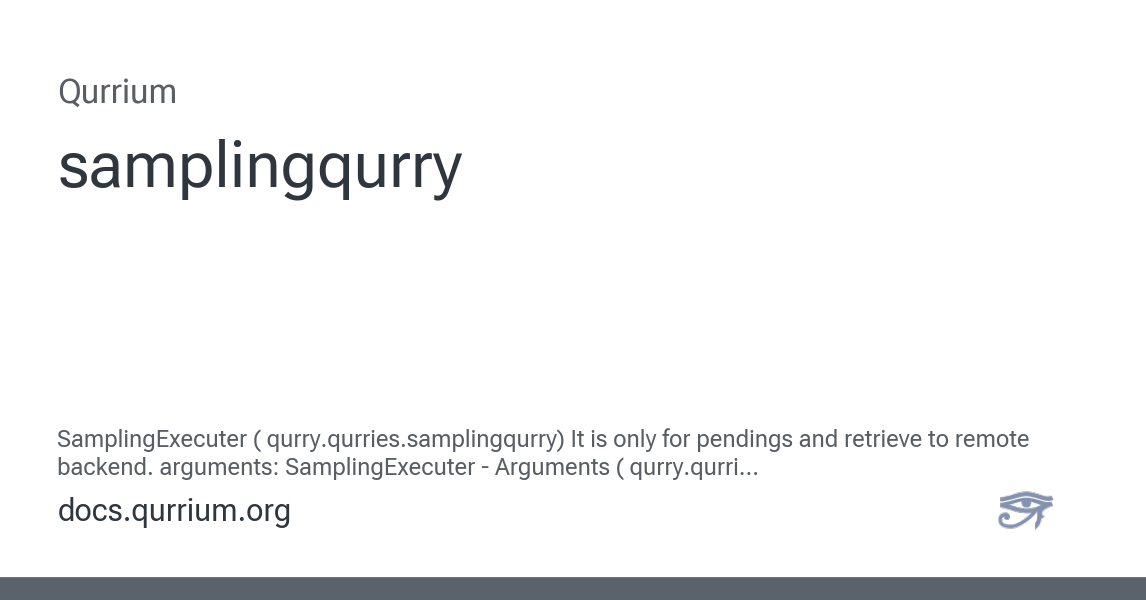 Qurrium
samplingqurry
SamplingExecuter ( qurry.qurries.samplingqurry) It is only for pendings and retrieve to remote
backend. arguments: SamplingExecuter - Arguments ( qurry.qurri...
docs.qurrium.org